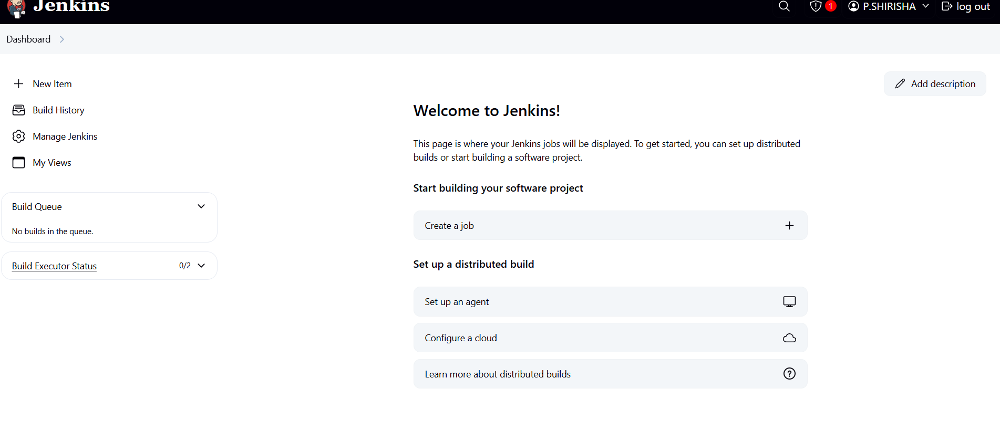 Jenkins
1
P.SHIRISHA
log out
Dashboard
New Item
Build History
Manage Jenkins
My Views
Build Queue
No builds in the queue.
Build Executor Status
0/2
Add description
Welcome to Jenkins!
This page is where your Jenkins jobs will be displayed. To get started, you can set up distributed
builds or start building a software project.
Start building your software project
Create a job
Set up a distributed build
Set up an agent
Configure a cloud
Learn more about distributed builds